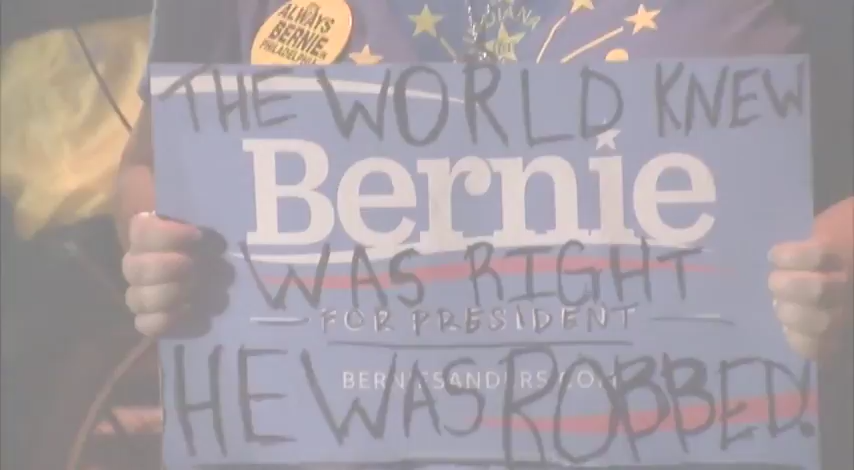 ALWAYS
BERNIE
PHILADELPHIA
INDIANA
THE WORLD KNEW
Bernie
WAS RIGHT
FOR PRESIDENT
BERNIESANDERS.COM
HE WAS ROBBED!